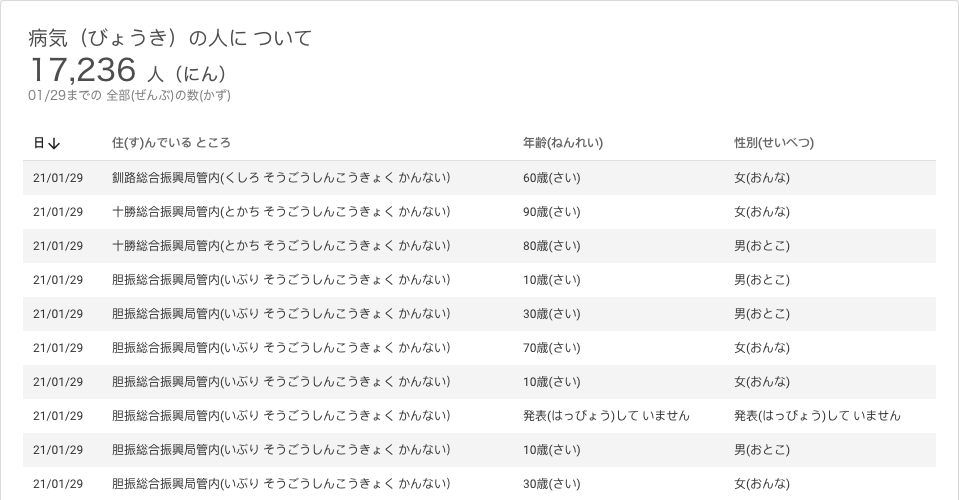 病気（びょうき）の人に ついて
17,236 人（にん）
01/29までの 全部(ぜんぶ)の数(かず)
日↓ 住(す)んでいる ところ 年齢(ねんれい) 性別(せいべつ)
21/01/29 釧路総合振興局管内(くしろ そうごうしんこうきょく かんない) 60歳(さい) 女(おんな)
21/01/29 十勝総合振興局管内(とかち そうごうしんこうきょく かんない) 90歳(さい) 女(おんな)
21/01/29 十勝総合振興局管内(とかち そうごうしんこうきょく かんない) 80歳(さい) 男(おとこ)
21/01/29 胆振総合振興局管内(いぶり そうごうしんこうきょく かんない) 10歳(さい) 男(おとこ)
21/01/29 胆振総合振興局管内(いぶり そうごうしんこうきょく かんない) 30歳(さい) 男(おとこ)
21/01/29 胆振総合振興局管内(いぶり そうごうしんこうきょく かんない) 70歳(さい) 女(おんな)
21/01/29 胆振総合振興局管内(いぶり そうごうしんこうきょく かんない) 10歳(さい) 女(おんな)
21/01/29 胆振総合振興局管内(いぶり そうごうしんこうきょく かんない) 発表(はっぴょう)して いません 発表(はっぴょう)して いません
21/01/29 胆振総合振興局管内(いぶり そうごうしんこうきょく かんない) 10歳(さい) 男(おとこ)
21/01/29 胆振総合振興局管内(いぶり そうごうしんこうきょく かんない) 30歳(さい) 女(おんな)